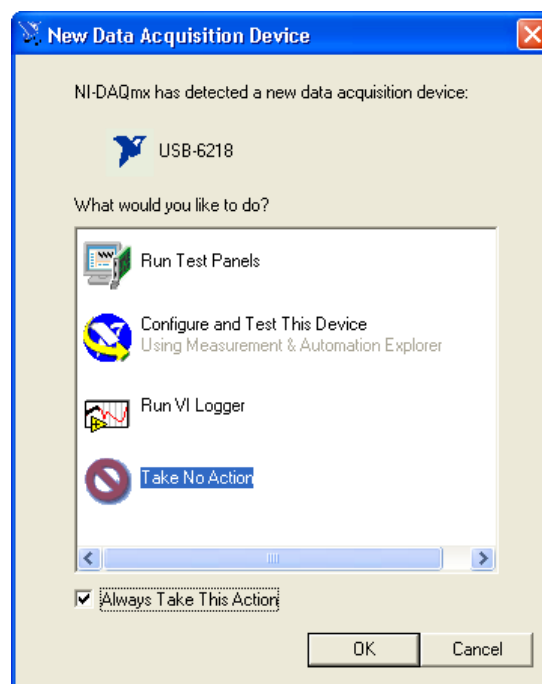 New Data Acquisition Device
NI-DAQmx has detected a new data acquisition device:
USB-6218
What would you like to do?
Run Test Panels
Configure and Test This Device
Using Measurement & Automation Explorer
Run VI Logger
Take No Action
Always Take This Action
OK Cancel